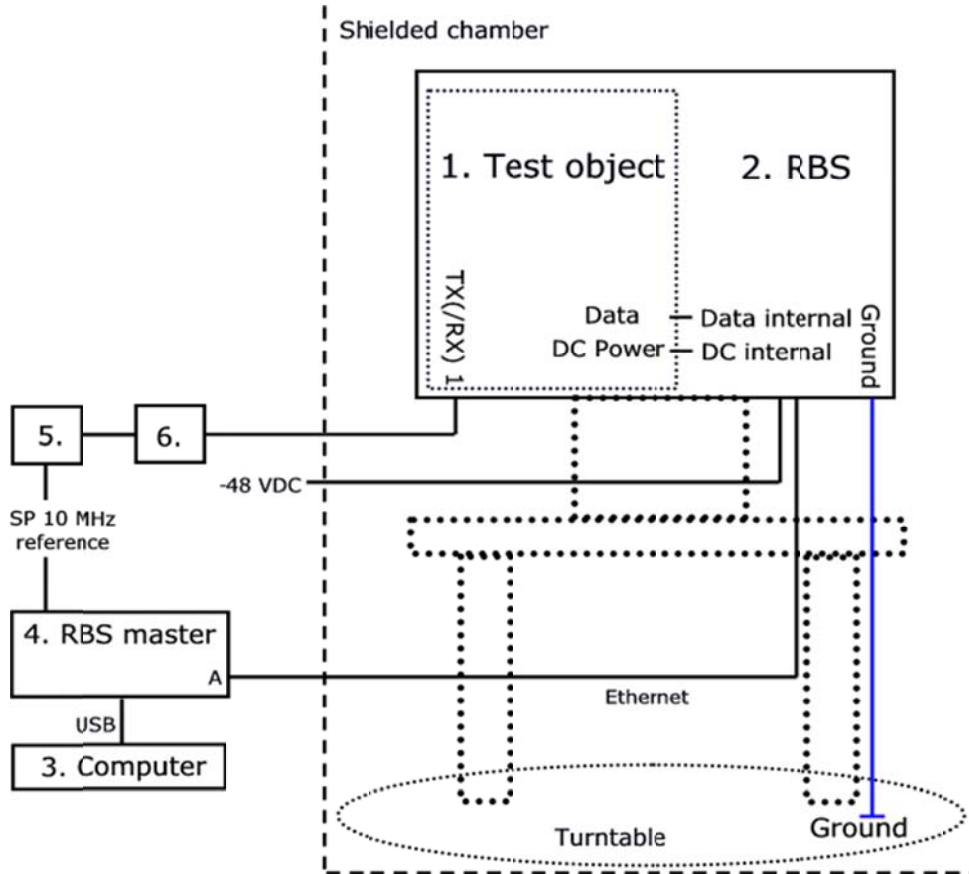 Shielded chamber
1. Test object
2. RBS
TX(/RX) 1
Data
Data internal
DC Power
DC internal
Ground
5.
6.
-48 VDC
SP 10 MHz
reference
4. RBS master
A
Ethernet
USB
3. Computer
Turntable
Ground